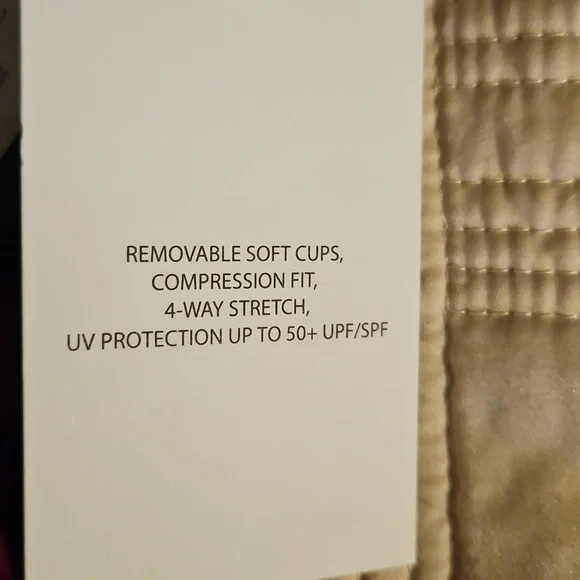 REMOVABLE SOFT CUPS,
COMPRESSION FIT,
4-WAY STRETCH,
UV PROTECTION UP TO 50+ UPF/SPF